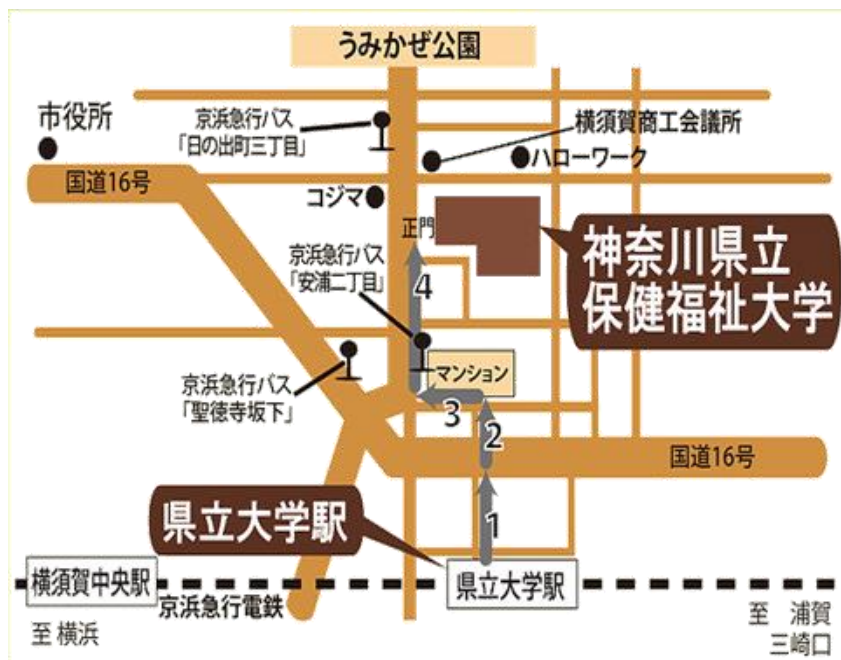 うみかぜ公園
市役所
京浜急行バス
「日の出町三丁目」
横須賀商工会議所
ハローワーク
国道16号
コジマ
正門
神奈川県立
保健福祉大学
京浜急行バス
「安浦二丁目」
4
マンション
京浜急行バス
「聖徳寺坂下」
3
2
国道16号
県立大学駅
1
横須賀中央駅
京浜急行電鉄
県立大学駅
至 横浜
至 浦賀
三崎口